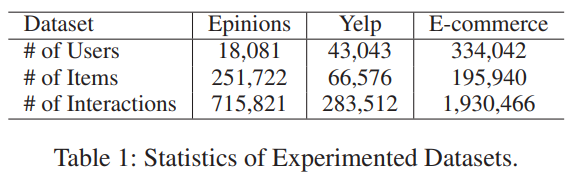 Dataset Epinions Yelp E-commerce
# of Users 18,081 43,043 334,042
# of Items 251,722 66,576 195,940
# of Interactions 715,821 283,512 1,930,466
Table 1: Statistics of Experimented Datasets.